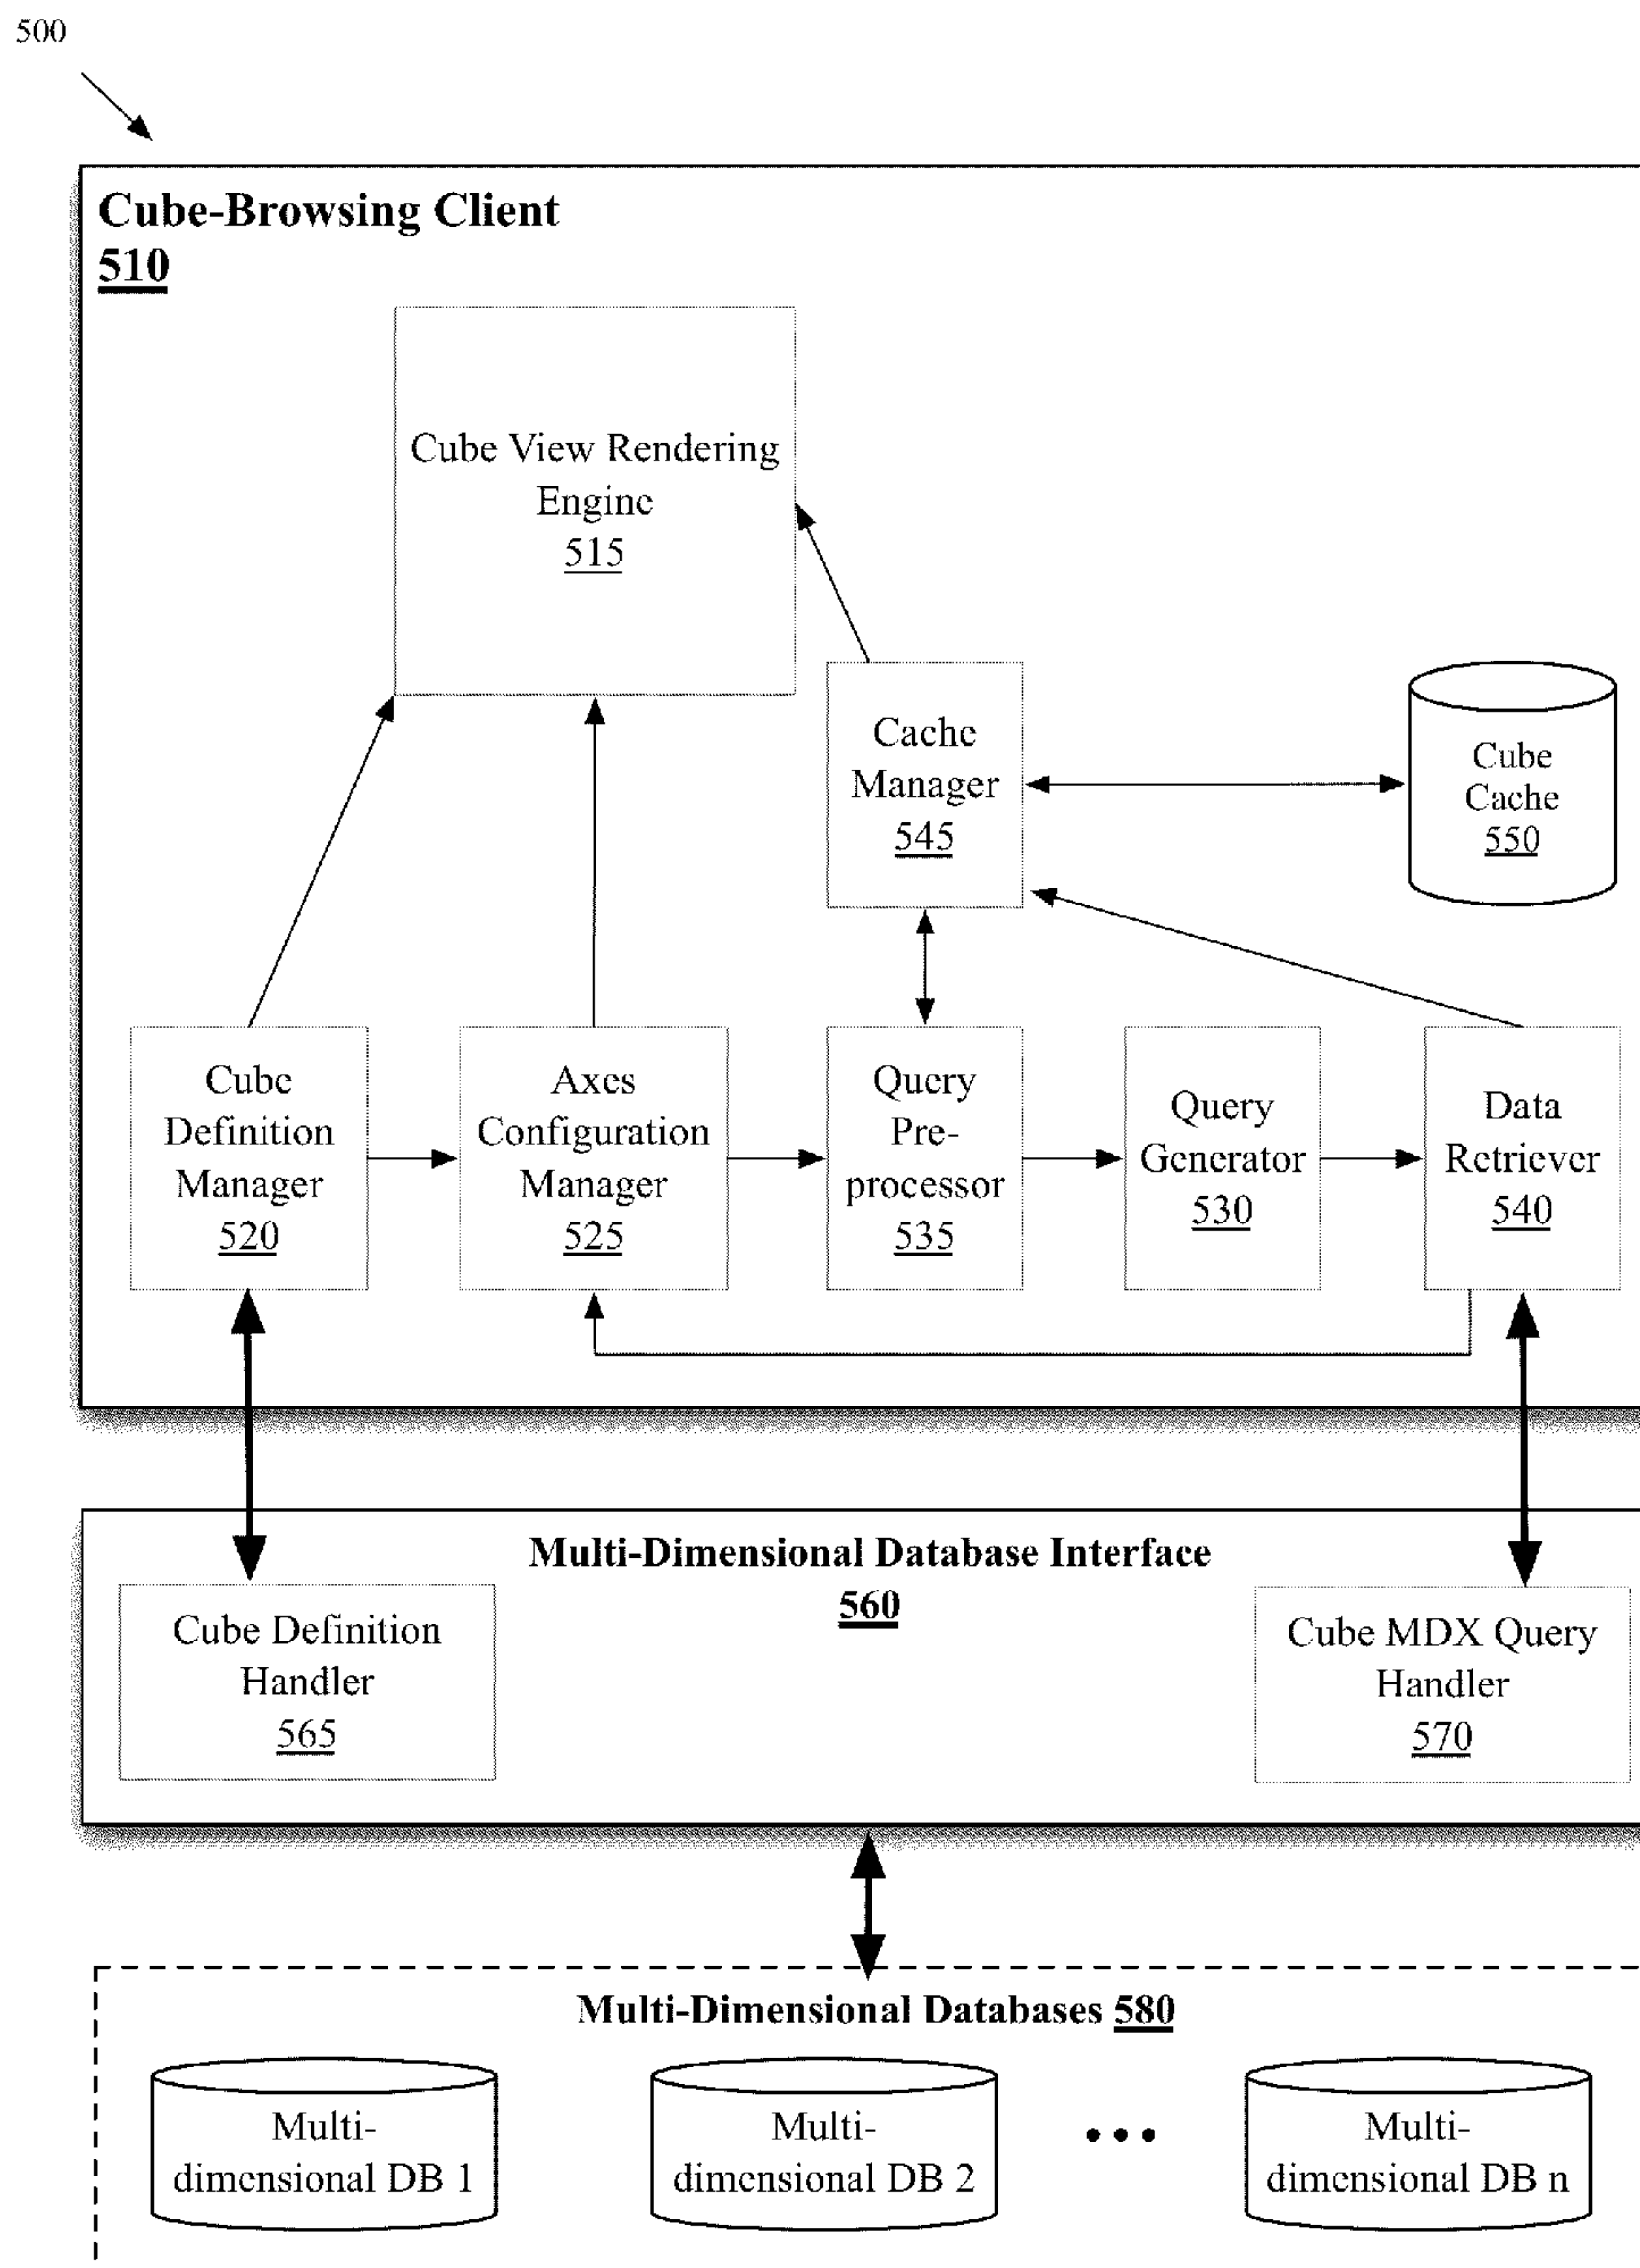 500
Cube-Browsing Client
510
Cube View Rendering
Engine
515
Cache
Manager
545
Cube
Cache
550
Cube
Definition
Manager
520
Axes
Configuration
Manager
525
Query
Pre-
processor
535
Query
Generator
530
Data
Retriever
540
Multi-Dimensional Database Interface
560
Cube Definition
Handler
565
Cube MDX Query
Handler
570
Multi-Dimensional Databases 580
Multi-
dimensional DB 1
Multi-
dimensional DB 2
•••
Multi-
dimensional DB n